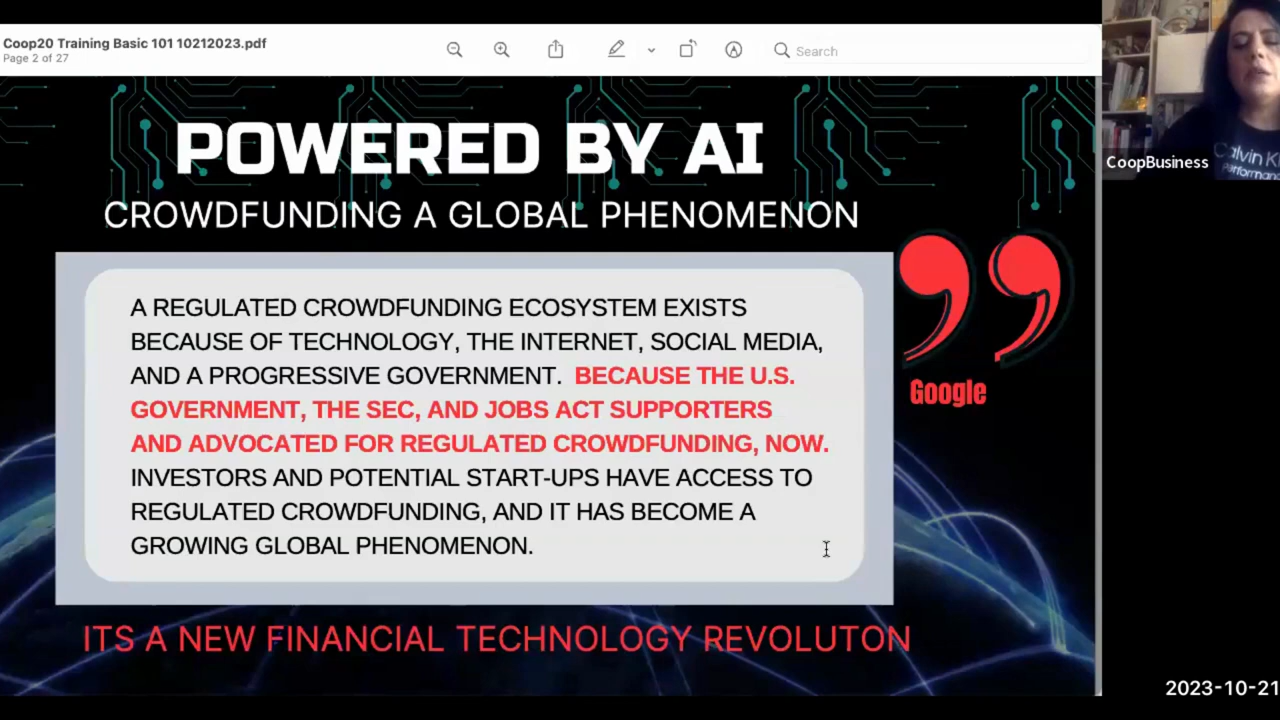 Coop20 Training Basic 101 10212023.pdf
Page 2 of 27
Search
POWERED BY AI
CROWDFUNDING A GLOBAL PHENOMENON
A REGULATED CROWDFUNDING ECOSYSTEM EXISTS
BECAUSE OF TECHNOLOGY, THE INTERNET, SOCIAL MEDIA,
AND A PROGRESSIVE GOVERNMENT. BECAUSE THE U.S.
GOVERNMENT, THE SEC, AND JOBS ACT SUPPORTERS
AND ADVOCATED FOR REGULATED CROWDFUNDING, NOW.
INVESTORS AND POTENTIAL START-UPS HAVE ACCESS TO
REGULATED CROWDFUNDING, AND IT HAS BECOME A
GROWING GLOBAL PHENOMENON.
Google
ITS A NEW FINANCIAL TECHNOLOGY REVOLUTON
CoopBusiness
Calvin K
Performan
2023-10-21